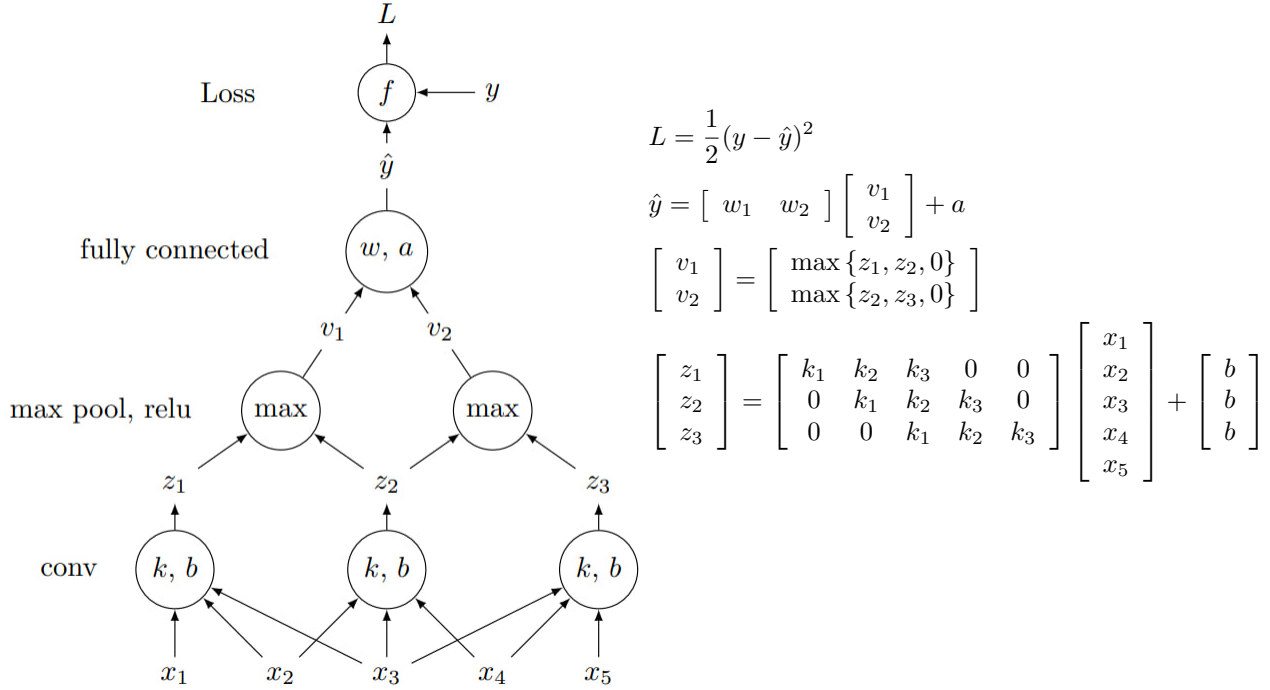 L
Loss
f
y
ŷ
fully connected
w, a
v₁
v₂
max pool, relu
max
max
z₁
z₂
z₃
conv
k, b
k, b
k, b
x₁ x₂ x₃ x₄ x₅
L = \frac{1}{2}(y − ŷ)²
ŷ = [ w₁ w₂ ] [ v₁ ; v₂ ] + a
[ v₁ ; v₂ ] = [ max {z₁, z₂, 0} ; max {z₂, z₃, 0} ]
[ z₁ ; z₂ ; z₃ ] = [ k₁ k₂ k₃ 0 0 ; 0 k₁ k₂ k₃ 0 ; 0 0 k₁ k₂ k₃ ] [ x₁ ; x₂ ; x₃ ; x₄ ; x₅ ] + [ b ; b ; b ]